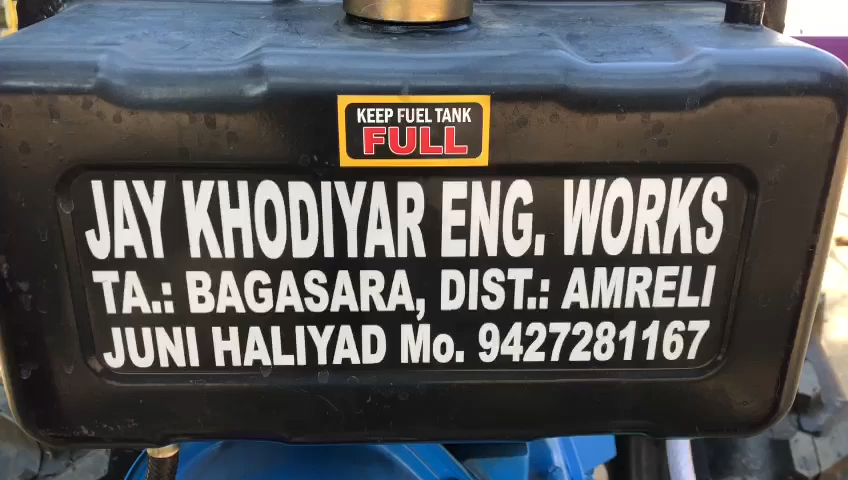 KEEP FUEL TANK
FULL
JAY KHODIYAR ENG. WORKS
TA.: BAGASARA, DIST.: AMRELI
JUNI HALIYAD Mo. 9427281167